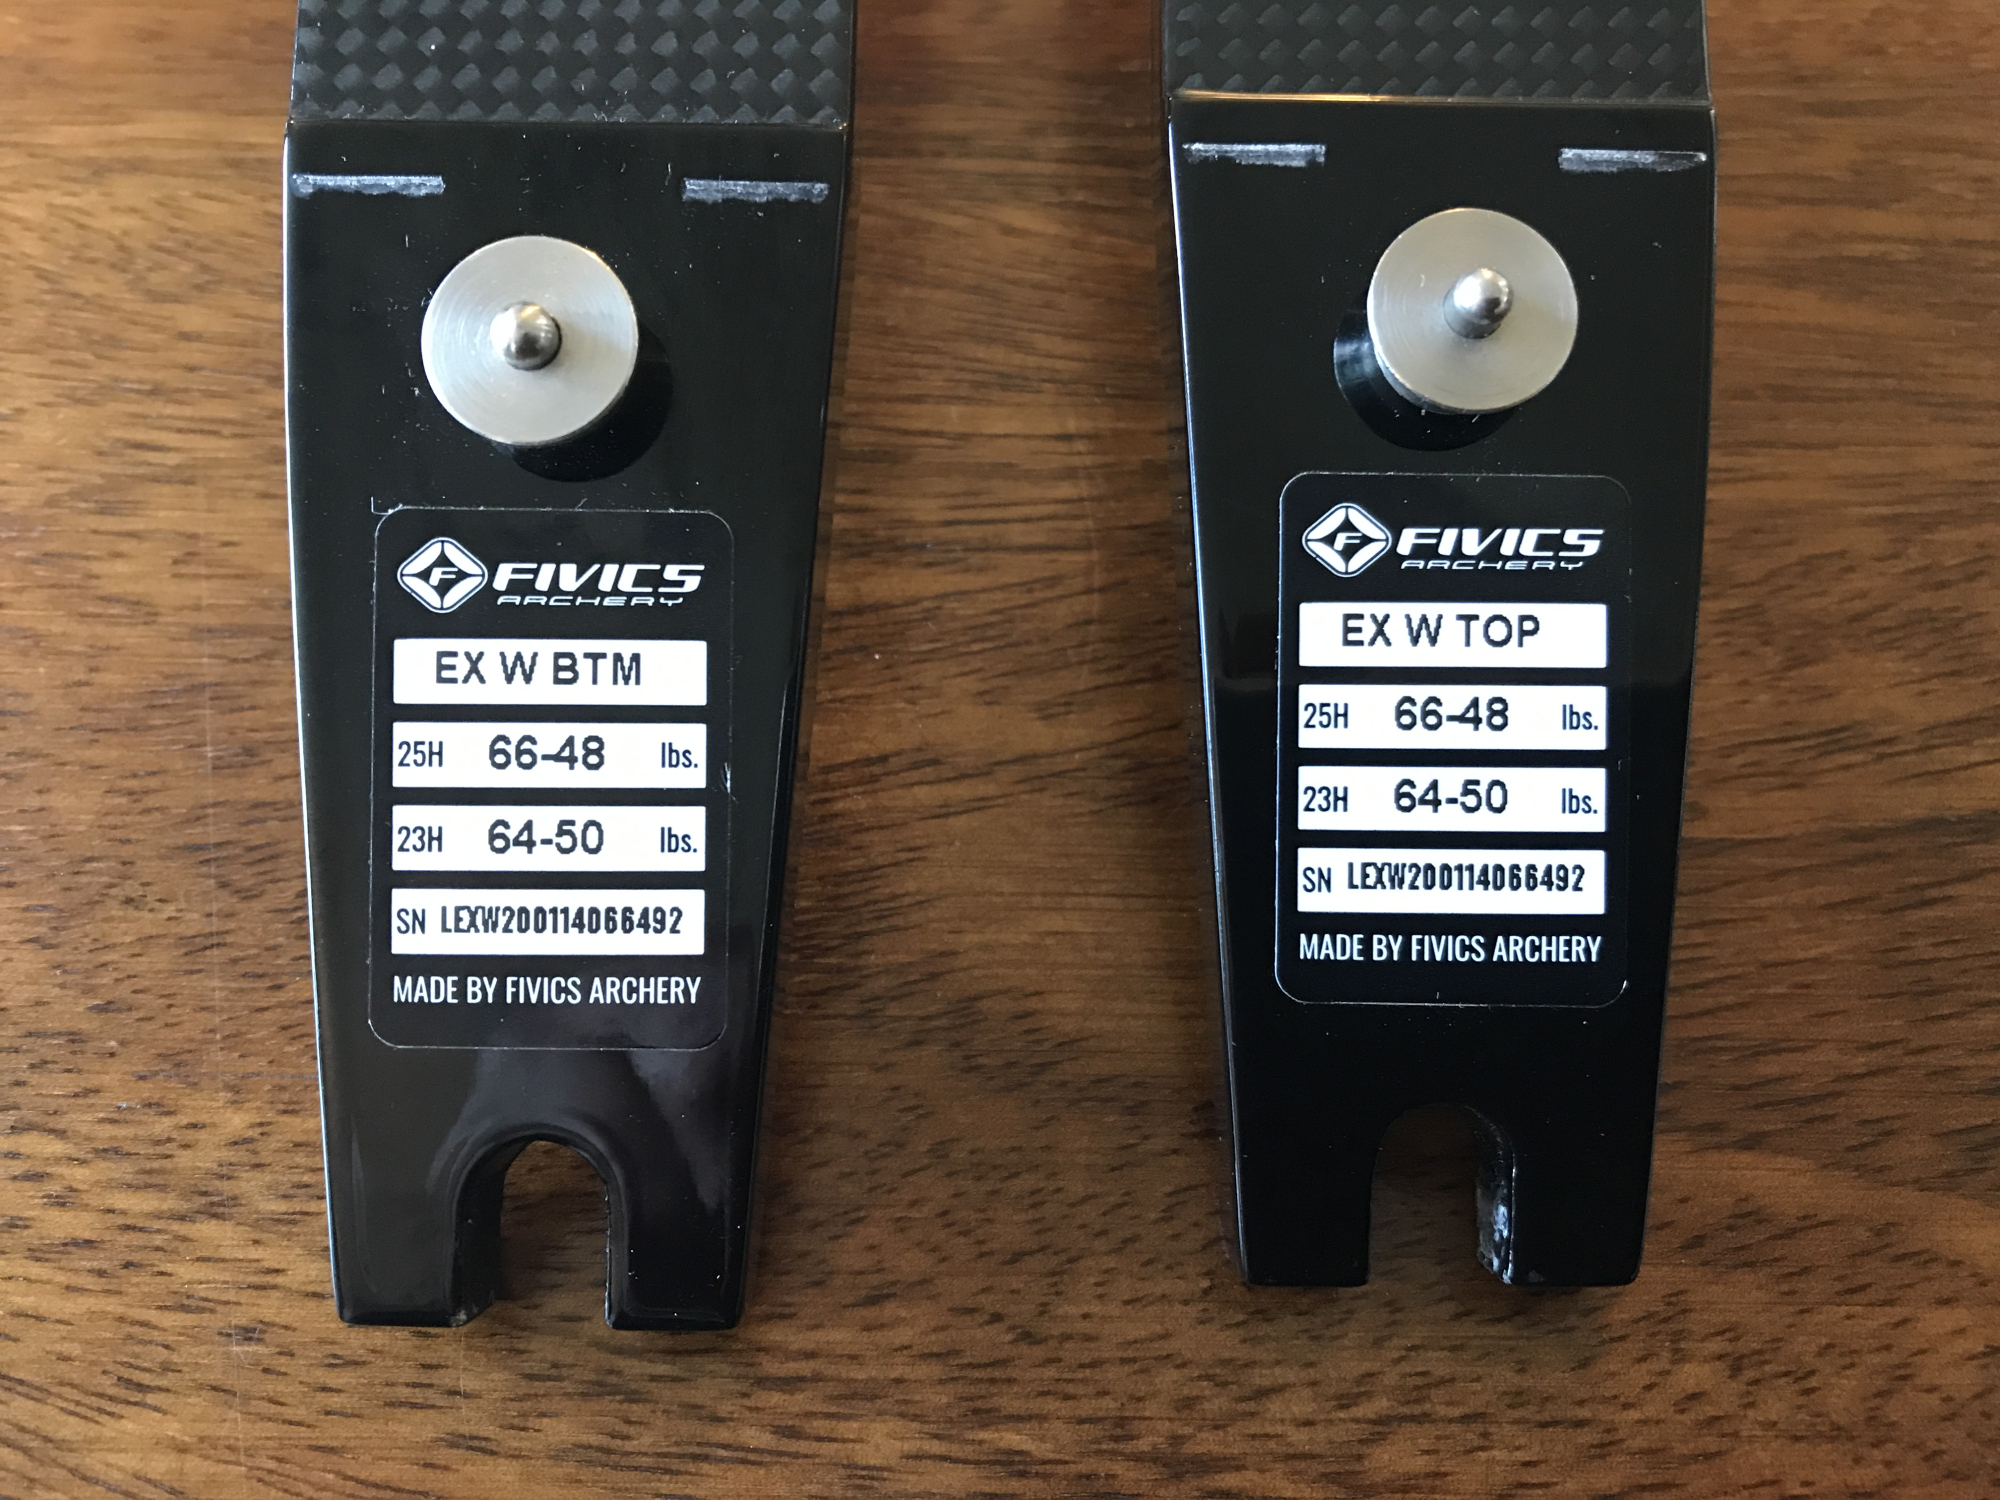 F FIVICS
ARCHERY
EX W BTM
25H 66-48 lbs.
23H 64-50 lbs.
SN LEXW200114066492
MADE BY FIVICS ARCHERY
F FIVICS
ARCHERY
EX W TOP
25H 66-48 lbs.
23H 64-50 lbs.
SN LEXW200114066492
MADE BY FIVICS ARCHERY